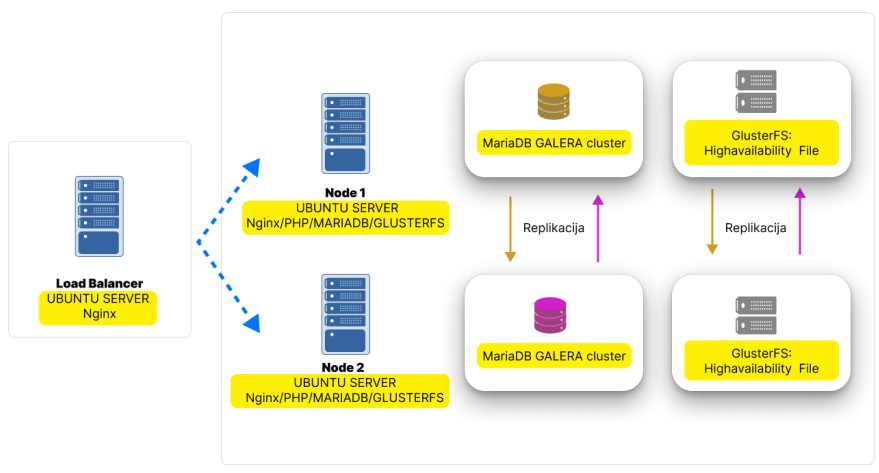 Load Balancer
UBUNTU SERVER
Nginx
Node 1
UBUNTU SERVER
Nginx/PHP/MARIADB/GLUSTERFS
Node 2
UBUNTU SERVER
Nginx/PHP/MARIADB/GLUSTERFS
MariaDB GALERA cluster
Replikacija
MariaDB GALERA cluster
GlusterFS:
Highavailability File
Replikacija
GlusterFS:
Highavailability File